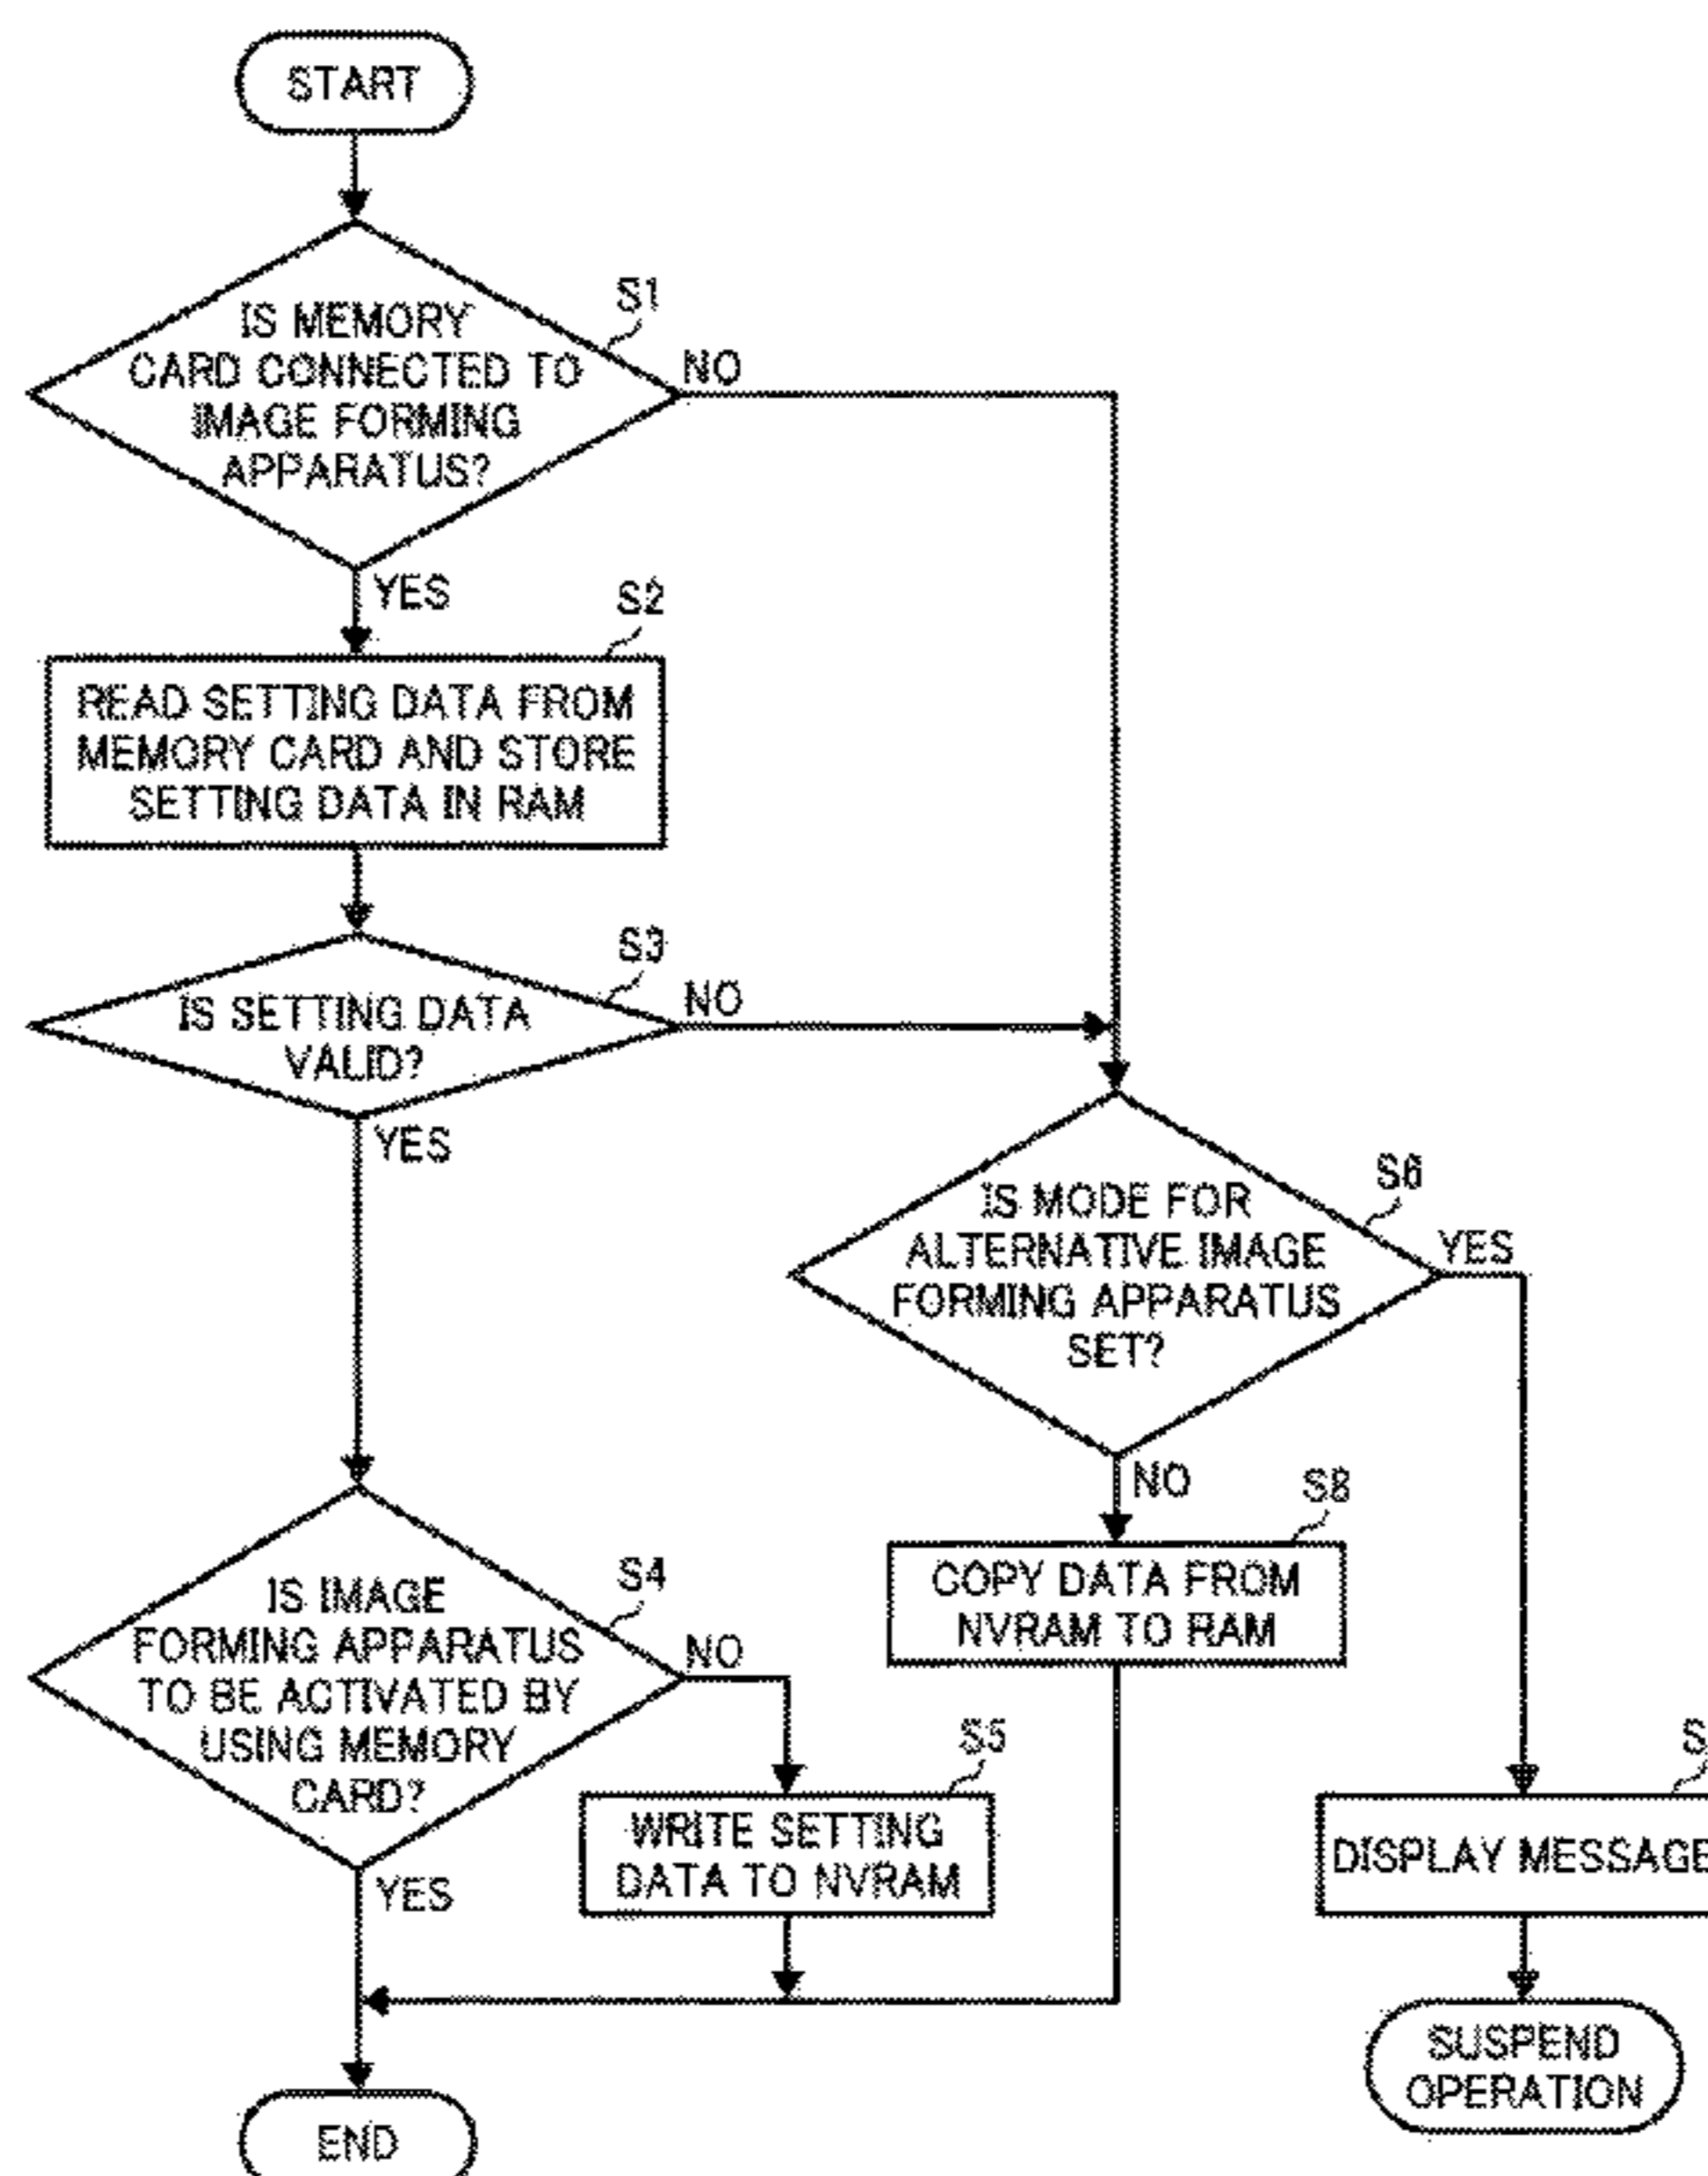 START
S1
IS MEMORY
CARD CONNECTED TO
IMAGE FORMING
APPARATUS?
NO
YES
S2
READ SETTING DATA FROM
MEMORY CARD AND STORE
SETTING DATA IN RAM
S3
IS SETTING DATA
VALID?
NO
YES
S6
IS MODE FOR
ALTERNATIVE IMAGE
FORMING APPARATUS
SET?
YES
NO
S8
COPY DATA FROM
NVRAM TO RAM
S4
IS IMAGE
FORMING APPARATUS
TO BE ACTIVATED BY
USING MEMORY
CARD?
NO
YES
S5
WRITE SETTING
DATA TO NVRAM
S
DISPLAY MESSAGE
SUSPEND
OPERATION
END